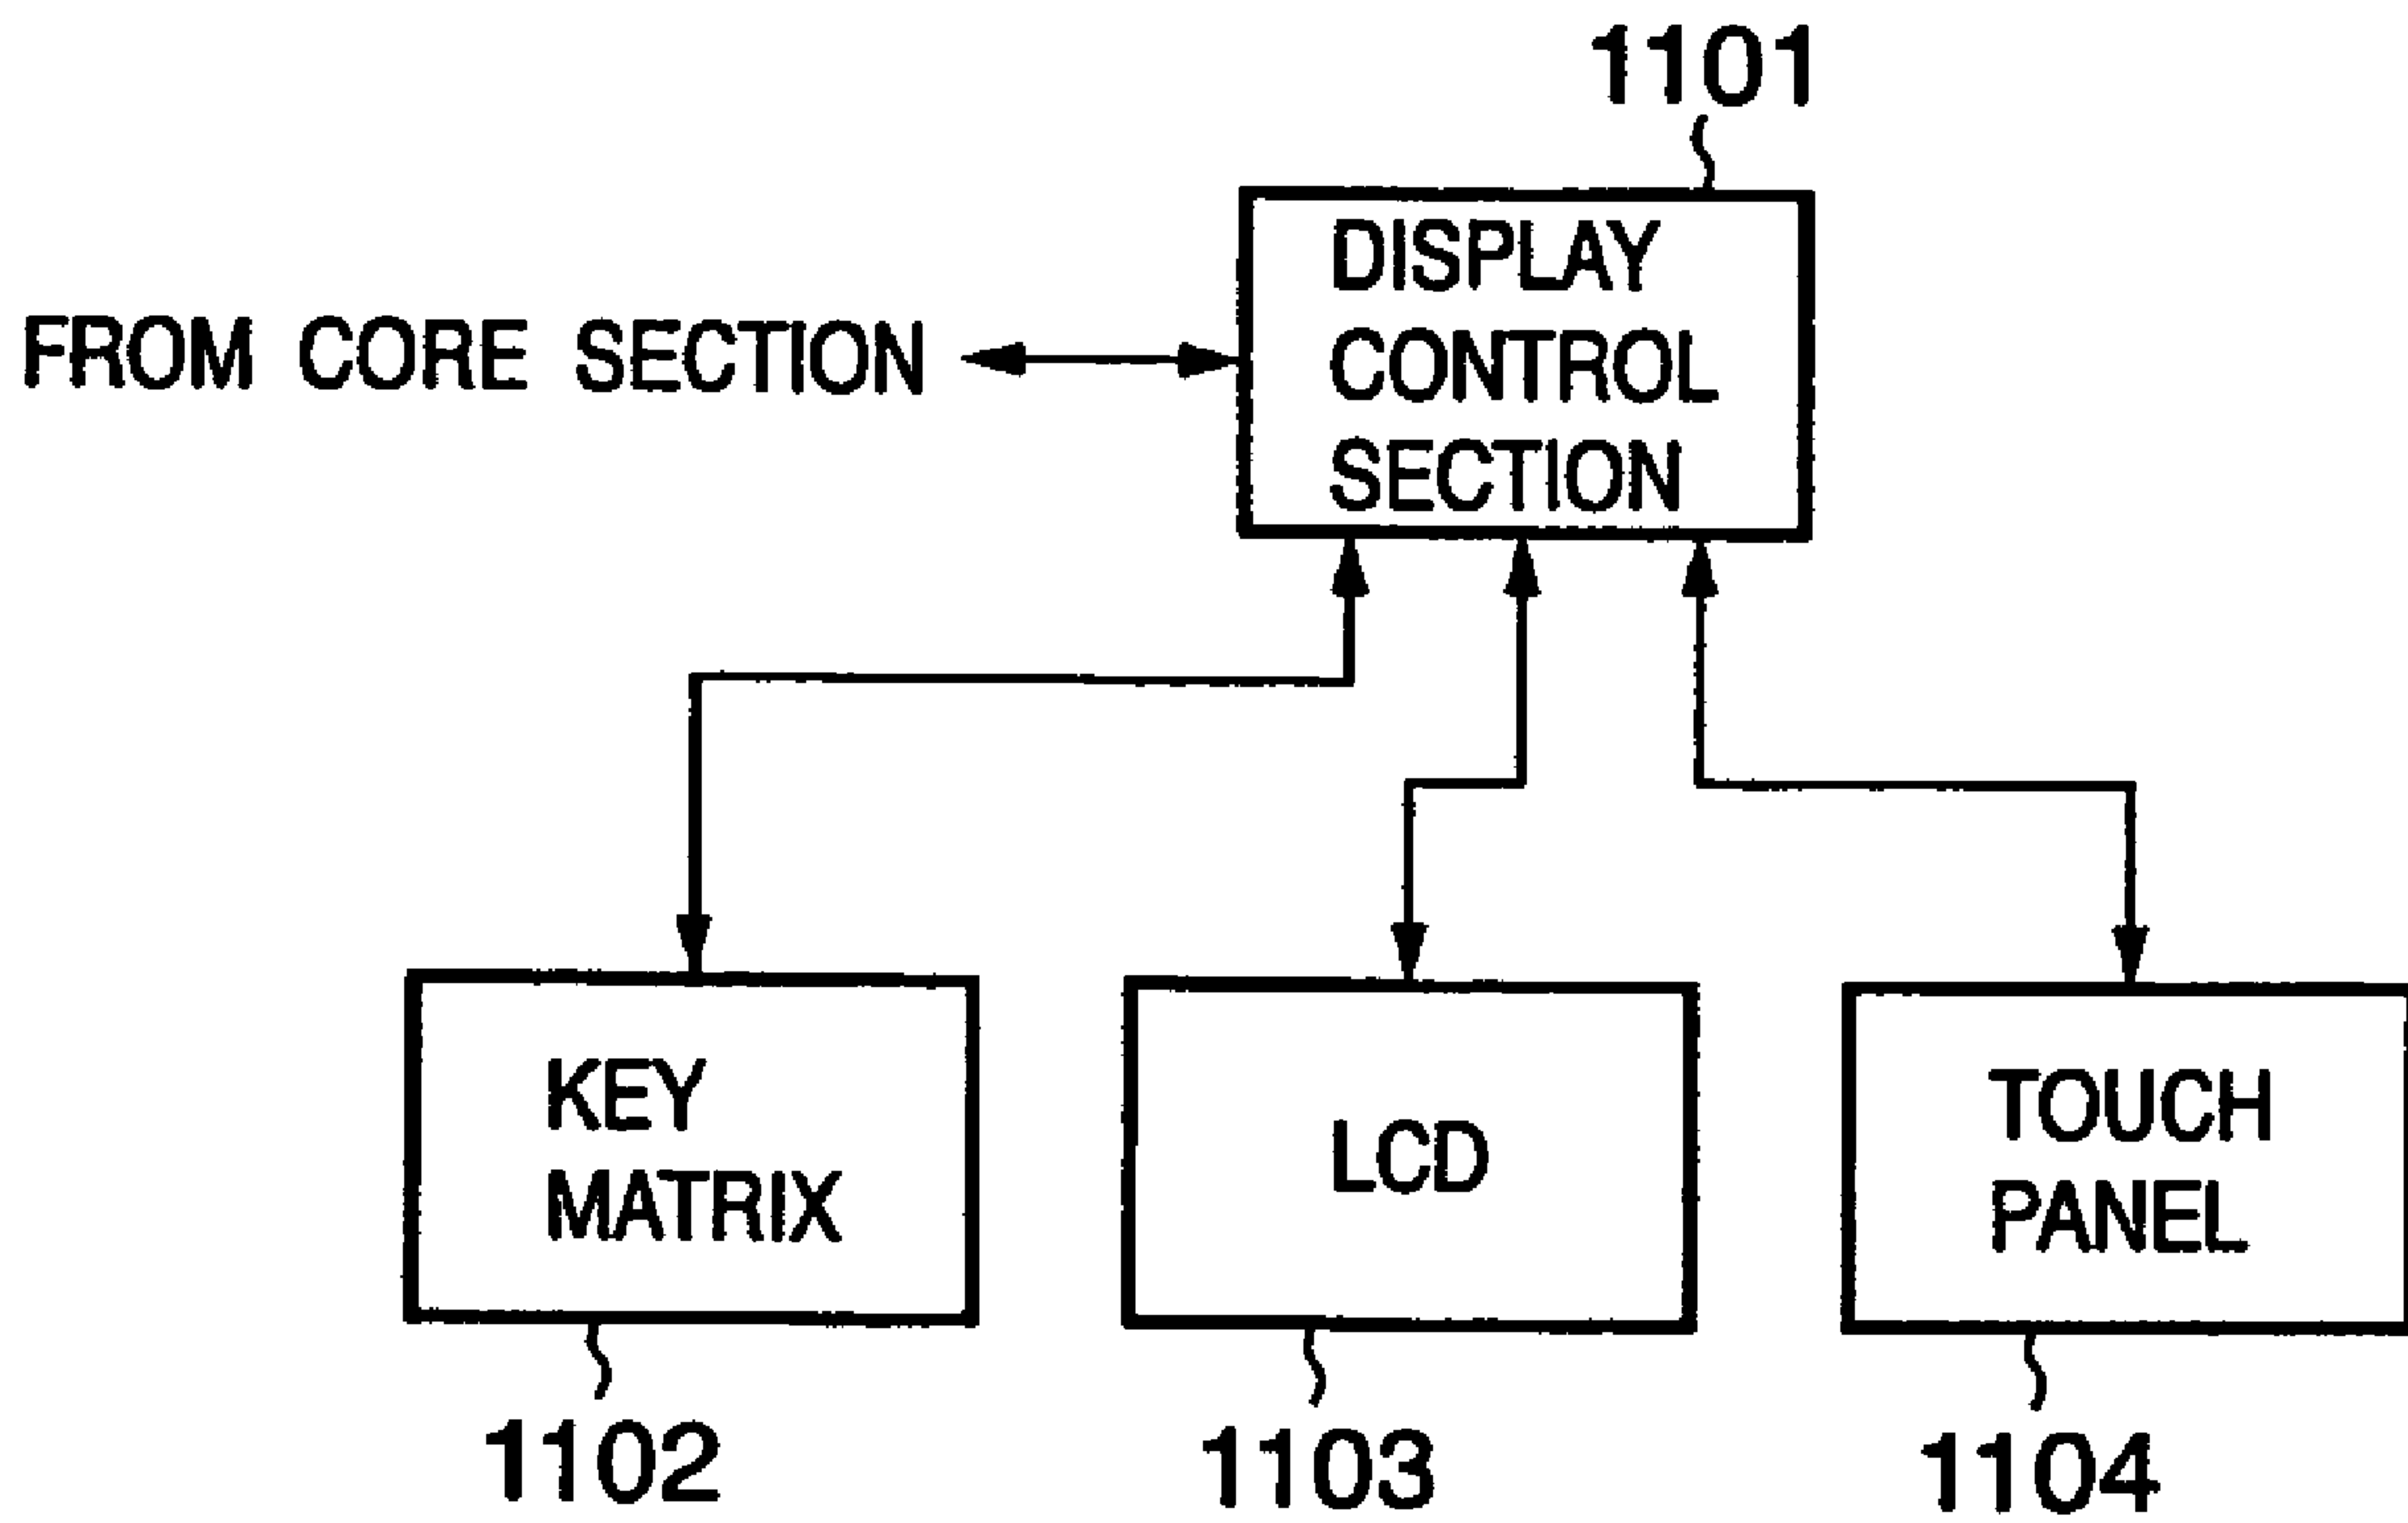 1101
DISPLAY
CONTROL
SECTION
FROM CORE SECTION
KEY
MATRIX
LCD
TOUCH
PANEL
1102
1103
1104